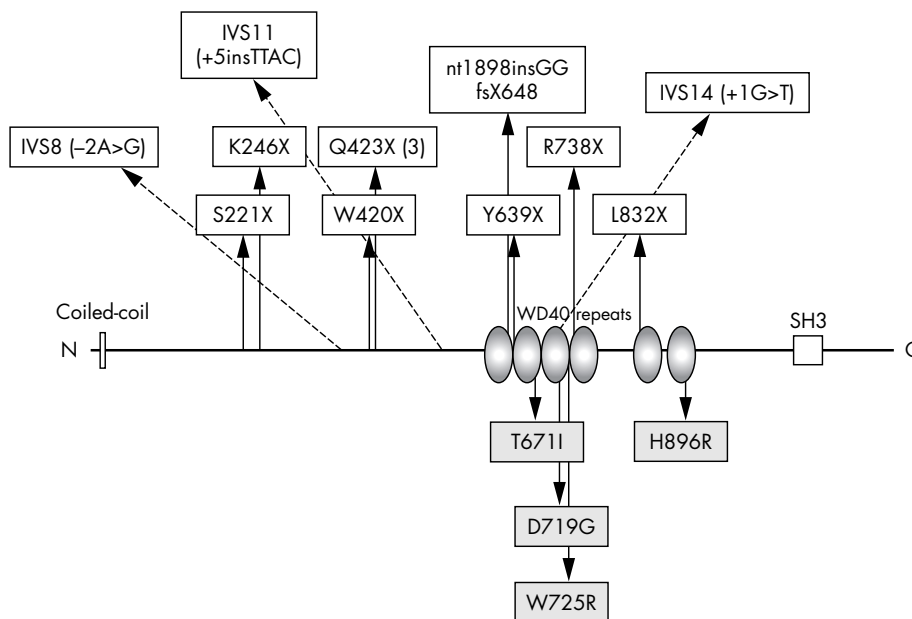 IVS11
(+5insTTAC)
nt1898insGG
fsX648
IVS14 (+1G>T)
IVS8 (–2A>G)
K246X
Q423X (3)
R738X
S221X
W420X
Y639X
L832X
Coiled-coil
WD40 repeats
SH3
N
C
T671I
H896R
D719G
W725R